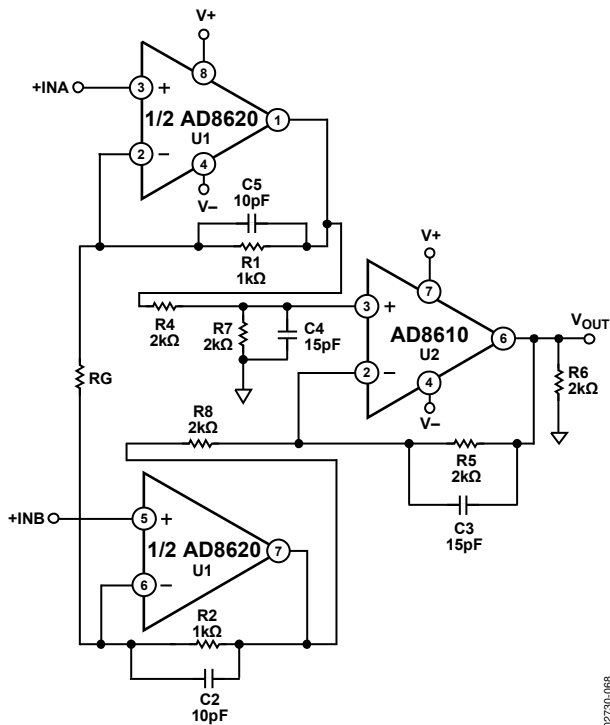 V+
8
+INA
3
+
1/2 AD8620
1
U1
2
−
4
V−
C5
10pF
R1
1kΩ
V+
7
R4
2kΩ
R7
2kΩ
C4
15pF
3
+
AD8610
6
U2
VOUT
2
−
4
V−
R6
2kΩ
RG
R8
2kΩ
R5
2kΩ
C3
15pF
+INB
5
+
1/2 AD8620
7
U1
6
−
R2
1kΩ
C2
10pF
02730-068